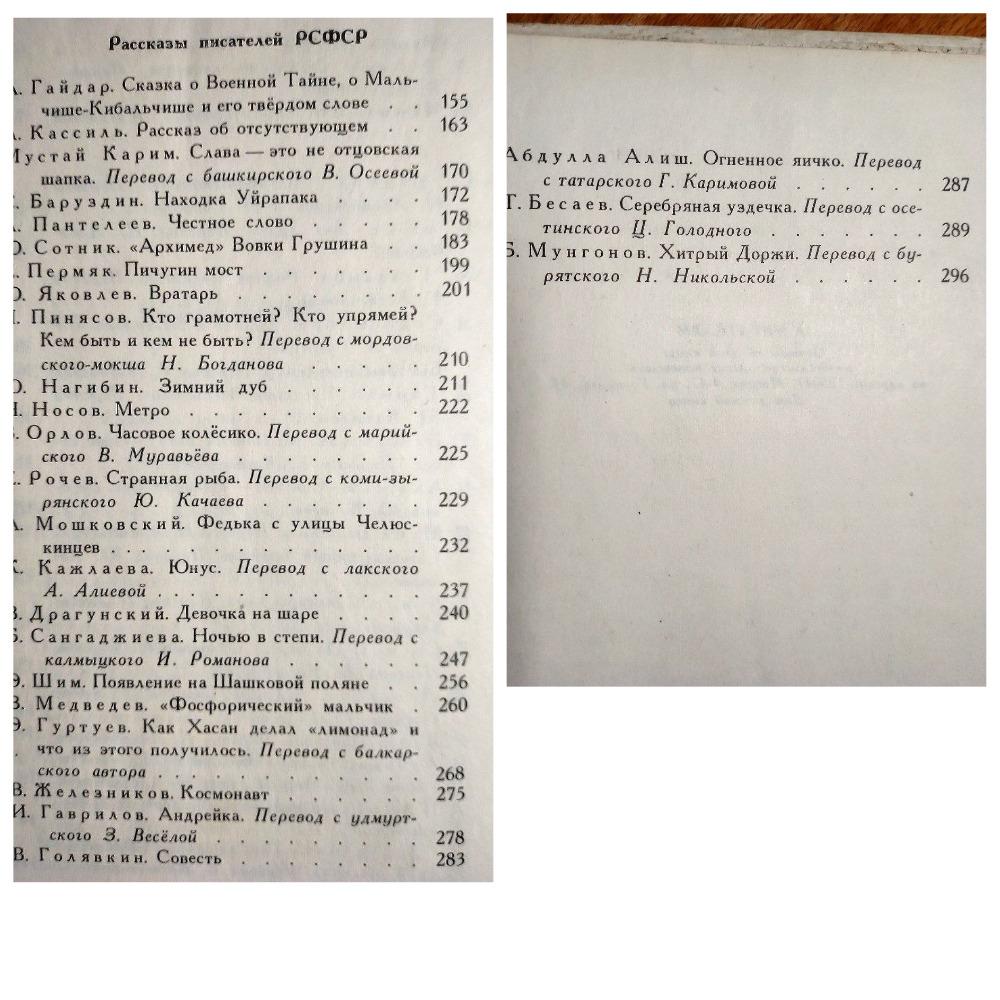 Рассказы писателей РСФСР
А. Гайдар. Сказка о Военной Тайне, о Маль-
чише-Кибальчише и его твёрдом слове . . 155
Л. Кассиль. Рассказ об отсутствующем . . 163
Мустай Карим. Слава — это не отцовская
шапка. Перевод с башкирского В. Осеевой 170
С. Баруздин. Находка Уйрапака . . . . 172
Л. Пантелеев. Честное слово . . . . . 178
Ю. Сотник. «Архимед» Вовки Грушина . . 183
Е. Пермяк. Пичугин мост . . . . . . 199
Ю. Яковлев. Вратарь . . . . . . . 201
Пинясов. Кто грамотней? Кто упрямей?
Кем быть и кем не быть? Перевод с мордов-
ского-мокша Н. Богданова . . . . . 210
Ю. Нагибин. Зимний дуб . . . . . 211
Н. Носов. Метро . . . . . . . . . 222
Орлов. Часовое колёсико. Перевод с марий-
ского В. Муравьёва . . . . . . . 225
Рочев. Странная рыба. Перевод с коми-зы-
рянского Ю. Качаева . . . . . . . 229
А. Мошковский. Федька с улицы Челюс-
кинцев . . . . . . . . . . . . . 232
К. Кажлаева. Юнус. Перевод с лакского
А. Алиевой . . . . . . . . . . . 237
В. Драгунский. Девочка на шаре . . . . 240
Б. Сангаджиева. Ночью в степи. Перевод с
калмыцкого И. Романова . . . . . . 247
Э. Шим. Появление на Шашковой поляне . . 256
В. Медведев. «Фосфорический» мальчик . 260
Э. Гуртуев. Как Хасан делал «лимонад» и
что из этого получилось. Перевод с балкар-
ского автора . . . . . . . . . . . 268
В. Железников. Космонавт . . . . . . 275
И. Гаврилов. Андрейка. Перевод с удмурт-
ского З. Весёлой . . . . . . . . . 278
В. Голявкин. Совесть . . . . . . . . 283
Абдулла Алиш. Огненное яичко. Перевод
с татарского Г. Каримовой . . . . . . 287
Г. Бесаев. Серебряная уздечка. Перевод с осе-
тинского Ц. Голодного . . . . . . . 289
Б. Мунгонов. Хитрый Доржи. Перевод с бу-
рятского Н. Никольской . . . . . . 296